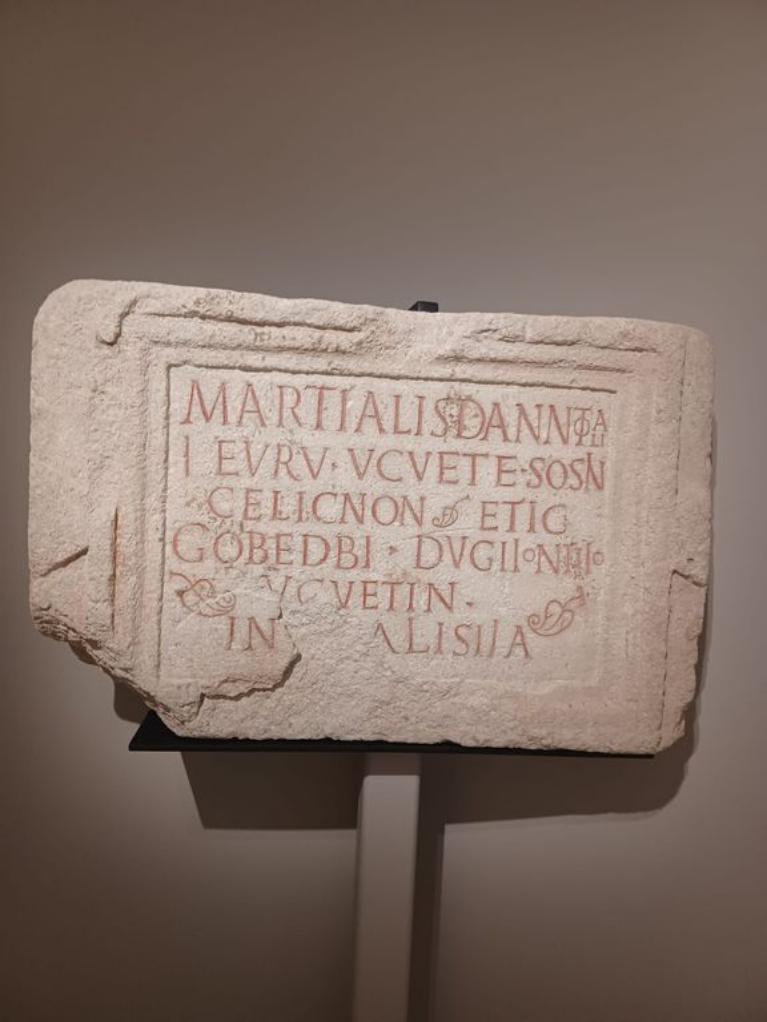 MARTIALIS DANNOTALI
IEVRV · VCVETE · SOSIN
CELICNON ETIC
GOBEDBI · DVGIIONTIIO
VCVETIN ·
IN ALISIIA